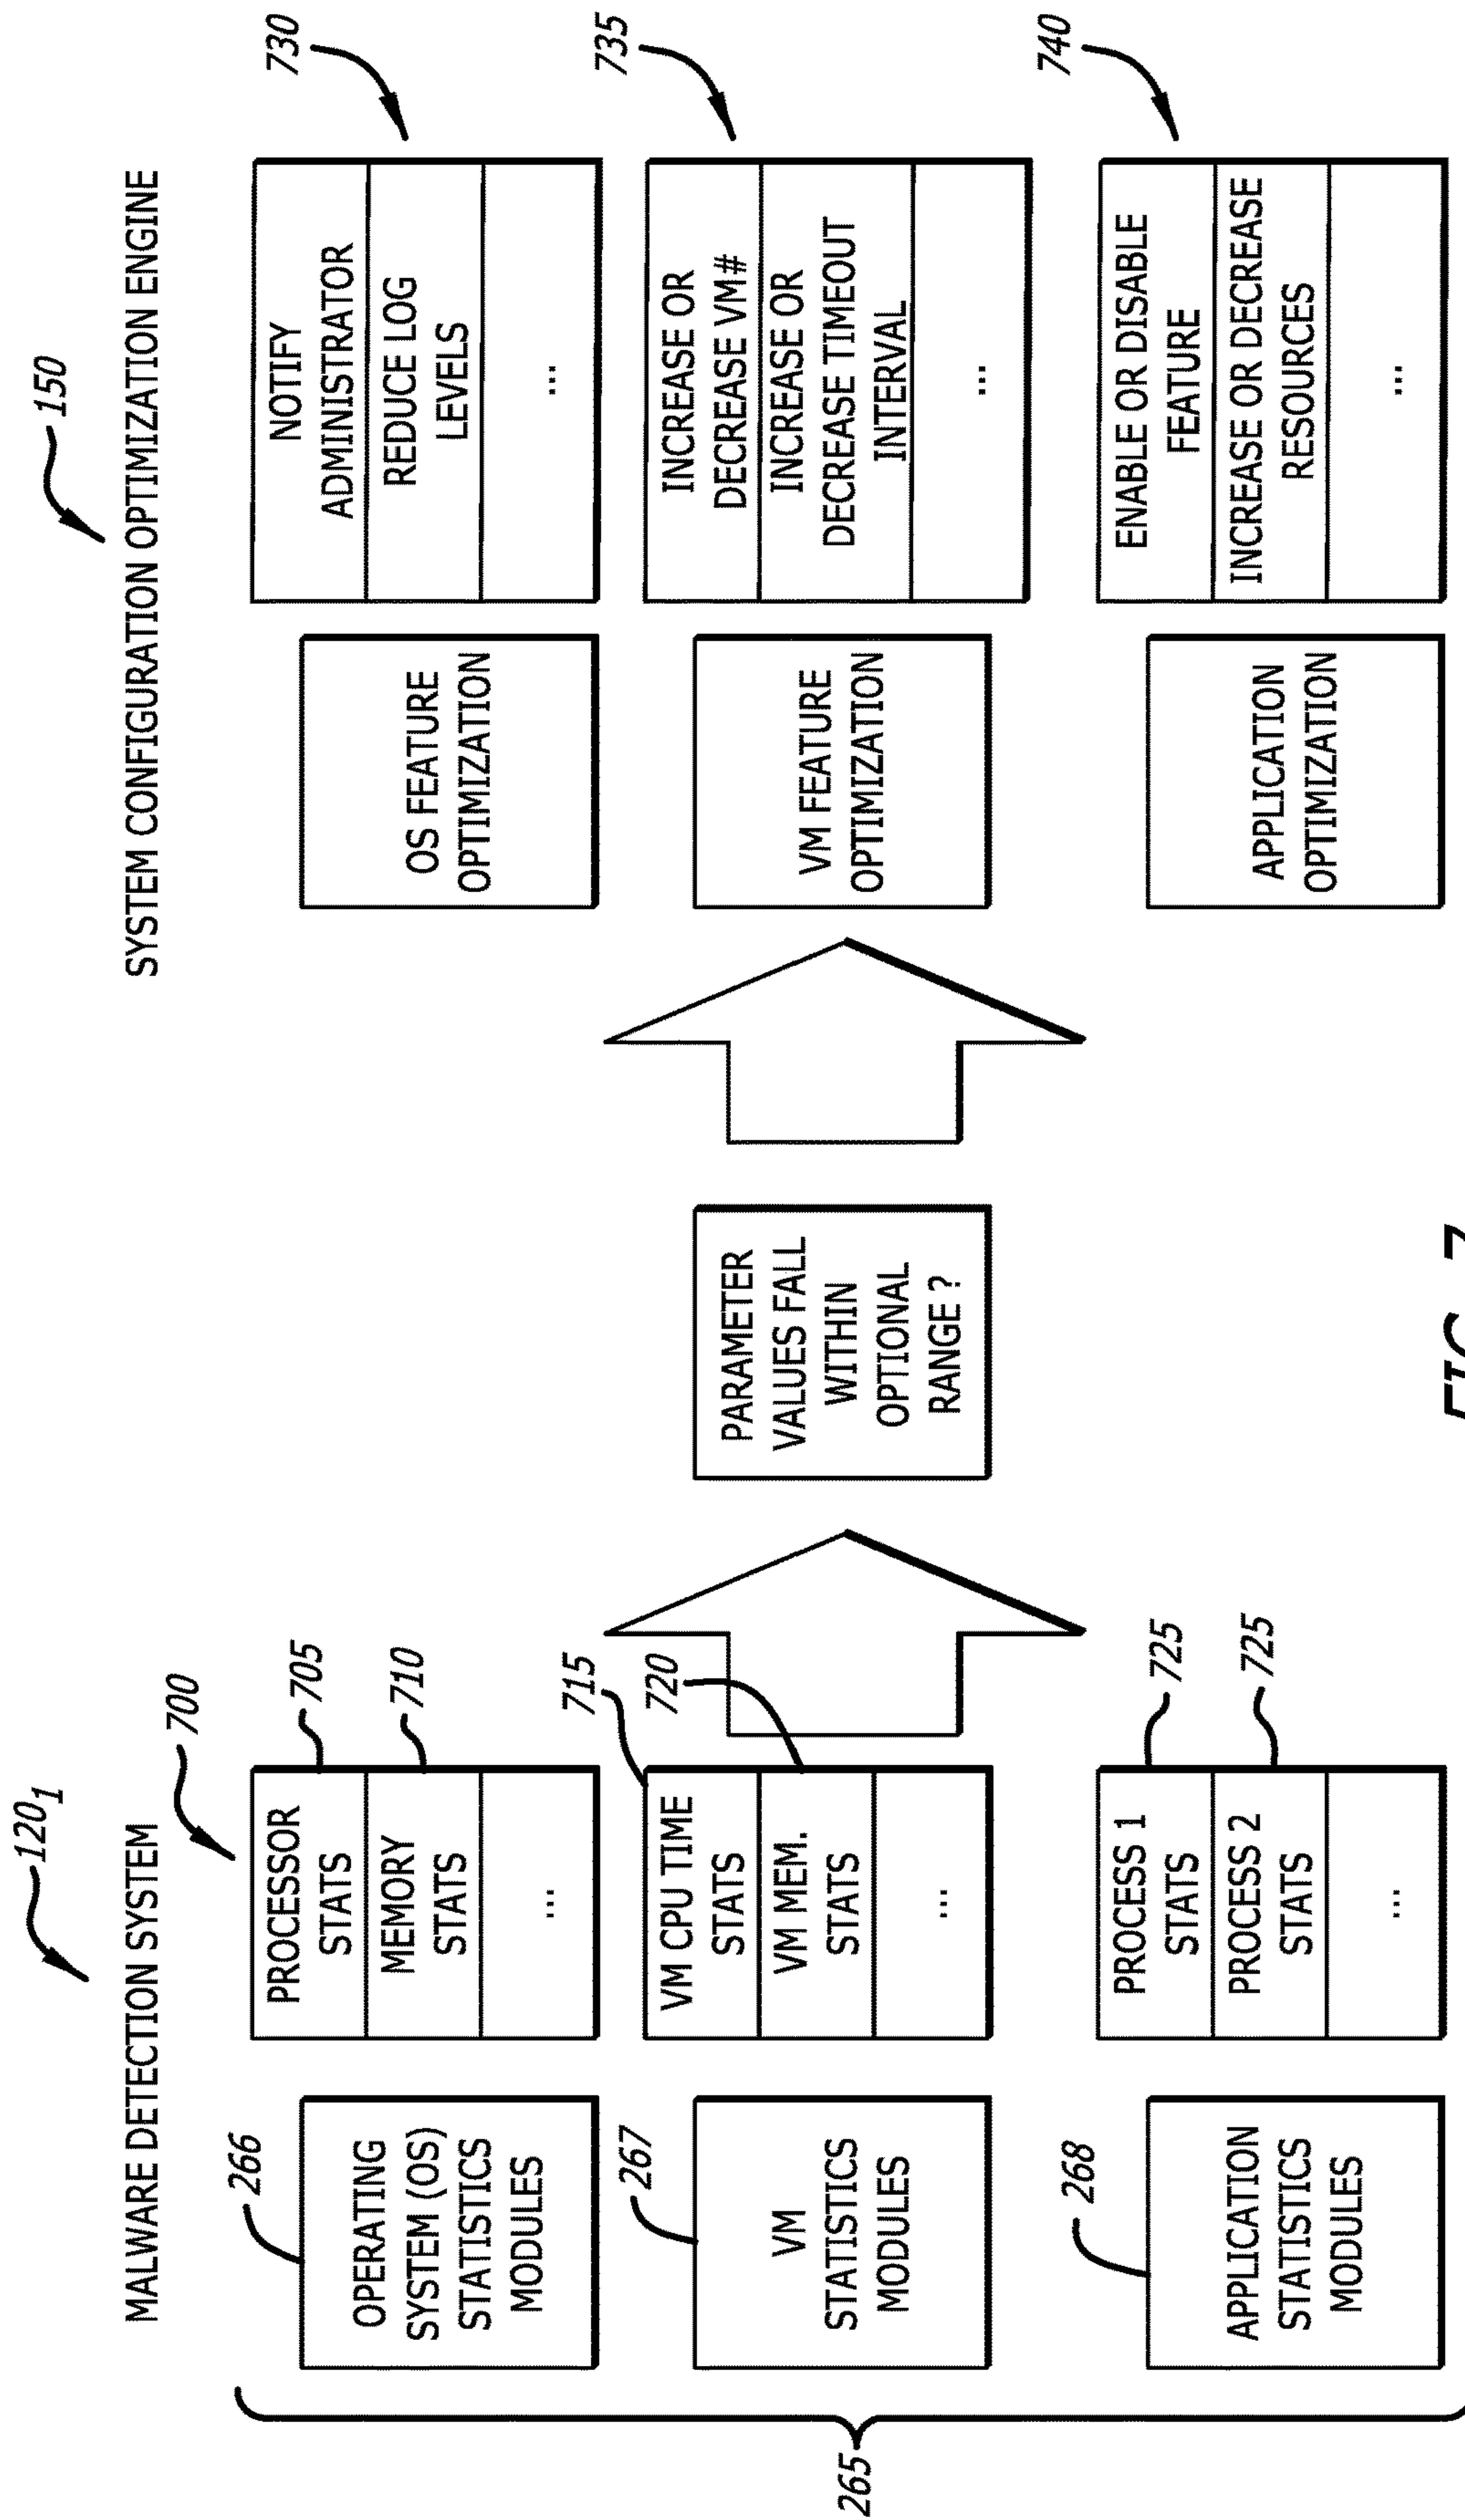 120₁
MALWARE DETECTION SYSTEM
150
SYSTEM CONFIGURATION OPTIMIZATION ENGINE
265
266
OPERATING
SYSTEM (OS)
STATISTICS
MODULES
700
PROCESSOR
STATS
705
MEMORY
STATS
710
...
OS FEATURE
OPTIMIZATION
NOTIFY
ADMINISTRATOR
REDUCE LOG
LEVELS
...
730
267
VM
STATISTICS
MODULES
715
VM CPU TIME
STATS
720
VM MEM.
STATS
...
PARAMETER
VALUES FALL
WITHIN
OPTIONAL
RANGE ?
VM FEATURE
OPTIMIZATION
INCREASE OR
DECREASE VM#
INCREASE OR
DECREASE TIMEOUT
INTERVAL
...
735
268
APPLICATION
STATISTICS
MODULES
PROCESS 1
STATS
725
PROCESS 2
STATS
725
...
APPLICATION
OPTIMIZATION
ENABLE OR DISABLE
FEATURE
INCREASE OR DECREASE
RESOURCES
...
740